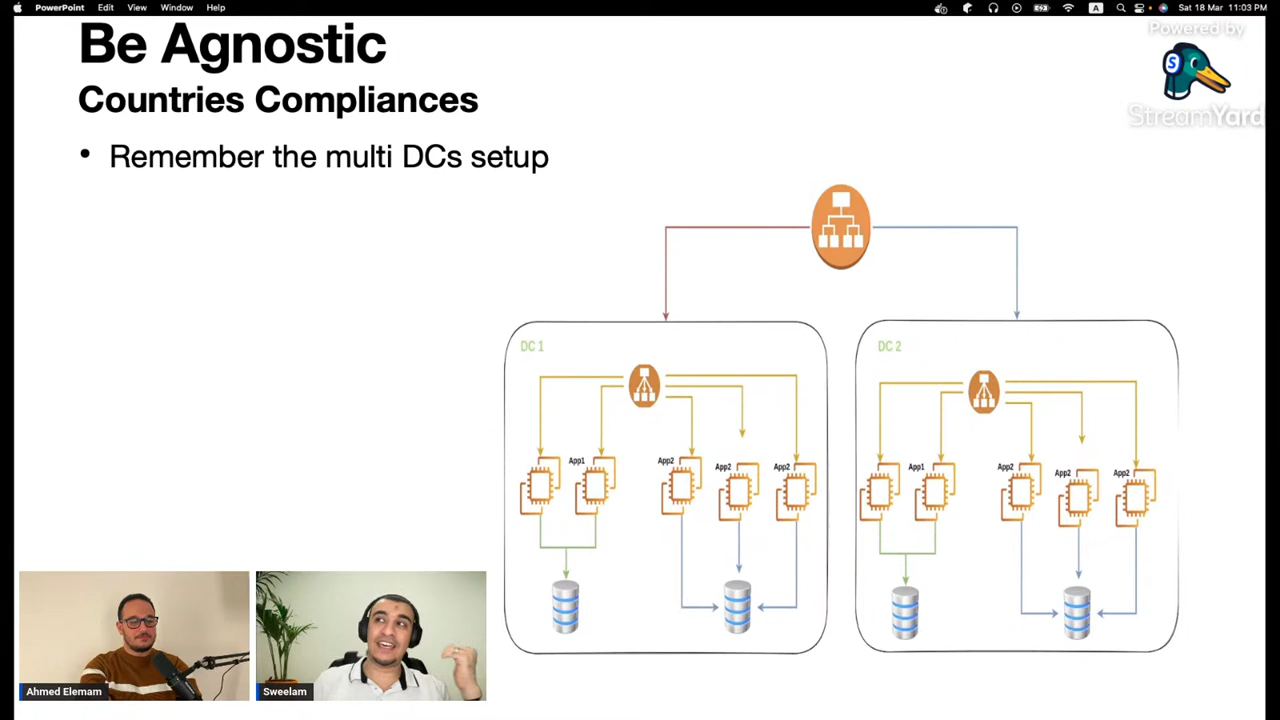 PowerPoint Edit View Window Help
A Sat 18 Mar 11:03 PM
Be Agnostic
Powered by
StreamYard
Countries Compliances
• Remember the multi DCs setup
DC 1
DC 2
App1
App2
App2
App2
App1
App2
App2
App2
Ahmed Elemam
Sweelam